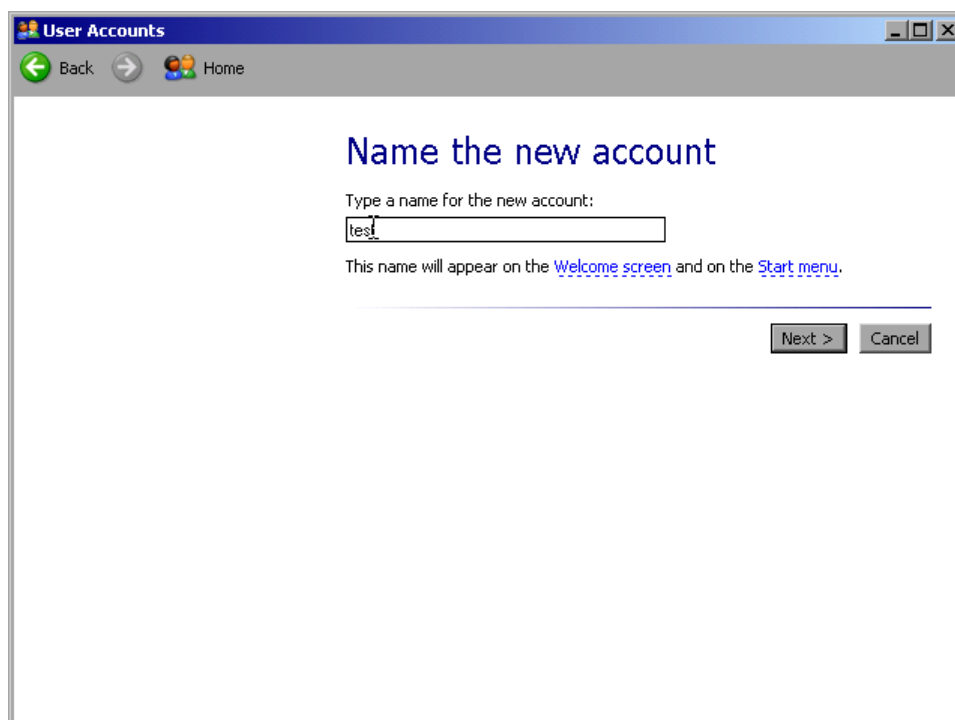 User Accounts
Back Home
Name the new account
Type a name for the new account:
This name will appear on the Welcome screen and on the Start menu.
Next > Cancel